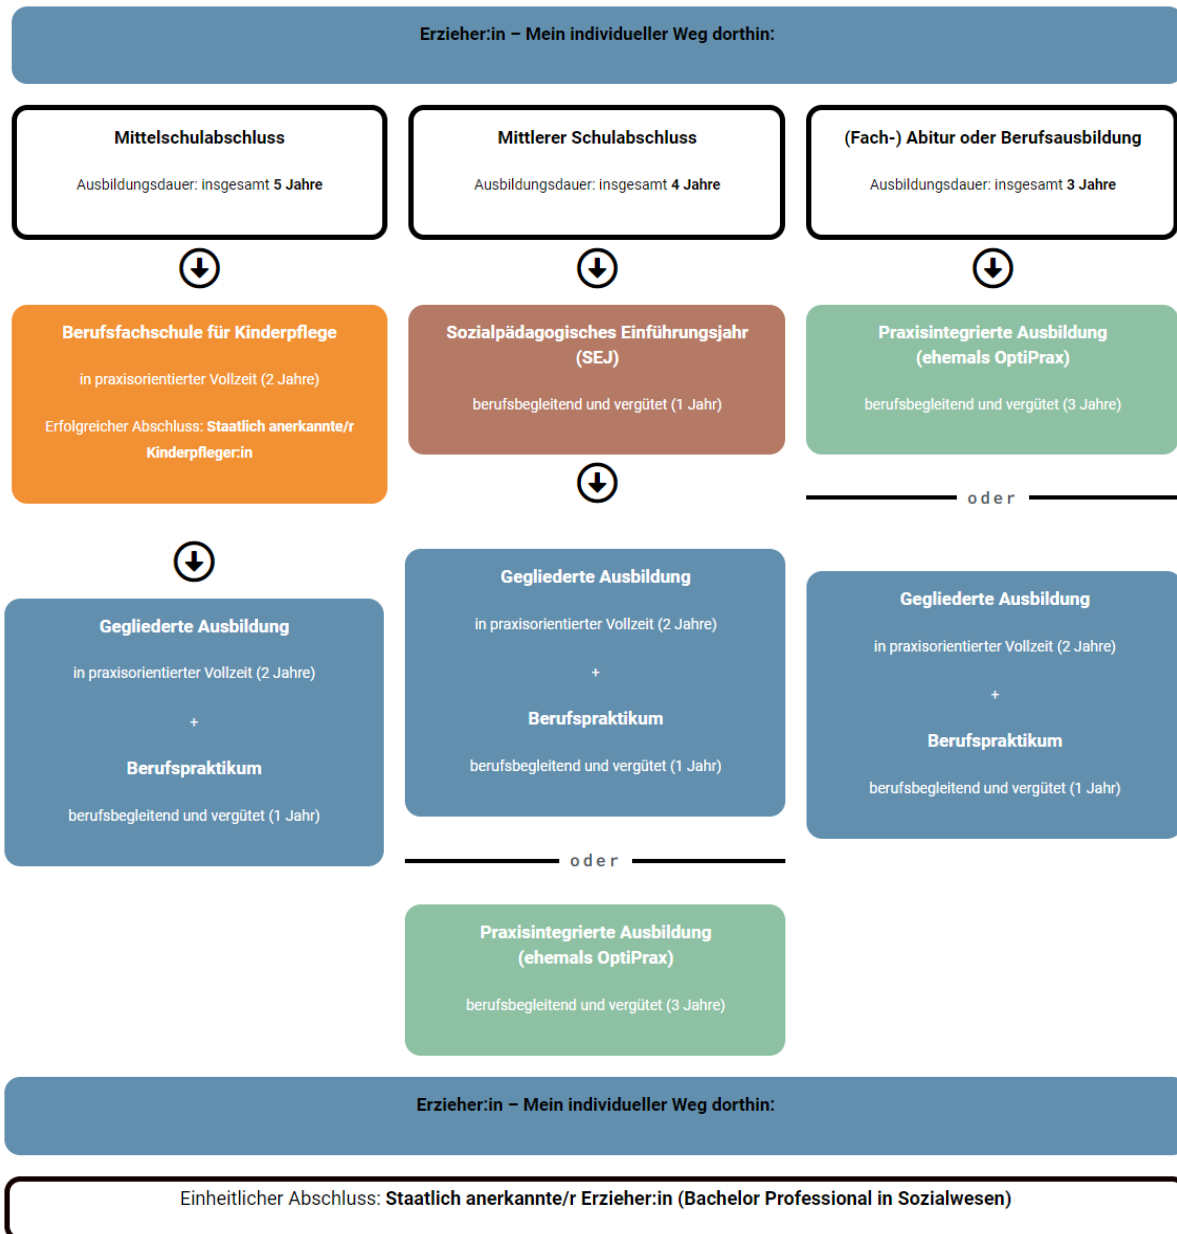 Erzieher:in – Mein individueller Weg dorthin:
Mittelschulabschluss
Ausbildungsdauer: insgesamt 5 Jahre
Mittlerer Schulabschluss
Ausbildungsdauer: insgesamt 4 Jahre
(Fach-) Abitur oder Berufsausbildung
Ausbildungsdauer: insgesamt 3 Jahre
Berufsfachschule für Kinderpflege
in praxisorientierter Vollzeit (2 Jahre)
Erfolgreicher Abschluss: Staatlich anerkannte/r
Kinderpfleger:in
Gegliederte Ausbildung
in praxisorientierter Vollzeit (2 Jahre)
+
Berufspraktikum
berufsbegleitend und vergütet (1 Jahr)
Sozialpädagogisches Einführungsjahr
(SEJ)
berufsbegleitend und vergütet (1 Jahr)
Gegliederte Ausbildung
in praxisorientierter Vollzeit (2 Jahre)
+
Berufspraktikum
berufsbegleitend und vergütet (1 Jahr)
oder
Praxisintegrierte Ausbildung
(ehemals OptiPrax)
berufsbegleitend und vergütet (3 Jahre)
Praxisintegrierte Ausbildung
(ehemals OptiPrax)
berufsbegleitend und vergütet (3 Jahre)
oder
Gegliederte Ausbildung
in praxisorientierter Vollzeit (2 Jahre)
+
Berufspraktikum
berufsbegleitend und vergütet (1 Jahr)
Erzieher:in – Mein individueller Weg dorthin:
Einheitlicher Abschluss: Staatlich anerkannte/r Erzieher:in (Bachelor Professional in Sozialwesen)